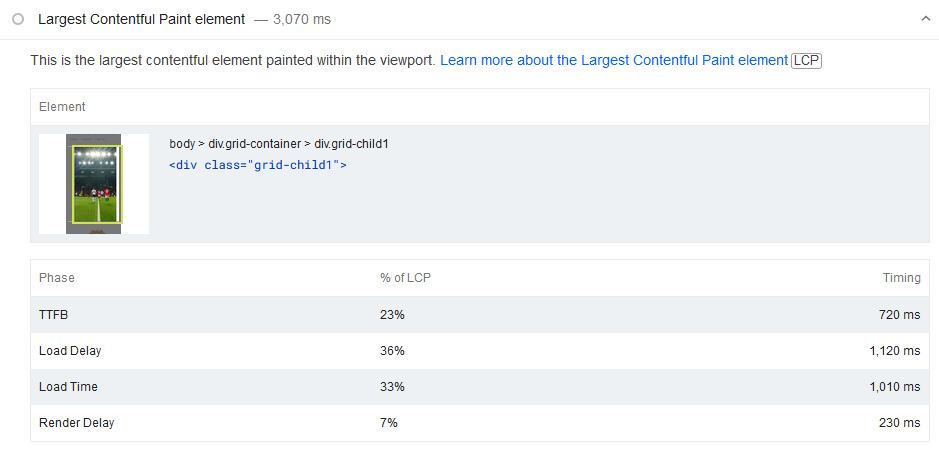 Largest Contentful Paint element — 3,070 ms
This is the largest contentful element painted within the viewport. Learn more about the Largest Contentful Paint element LCP
Element
body > div.grid-container > div.grid-child1
<div class="grid-child1">
Phase % of LCP Timing
TTFB 23% 720 ms
Load Delay 36% 1,120 ms
Load Time 33% 1,010 ms
Render Delay 7% 230 ms